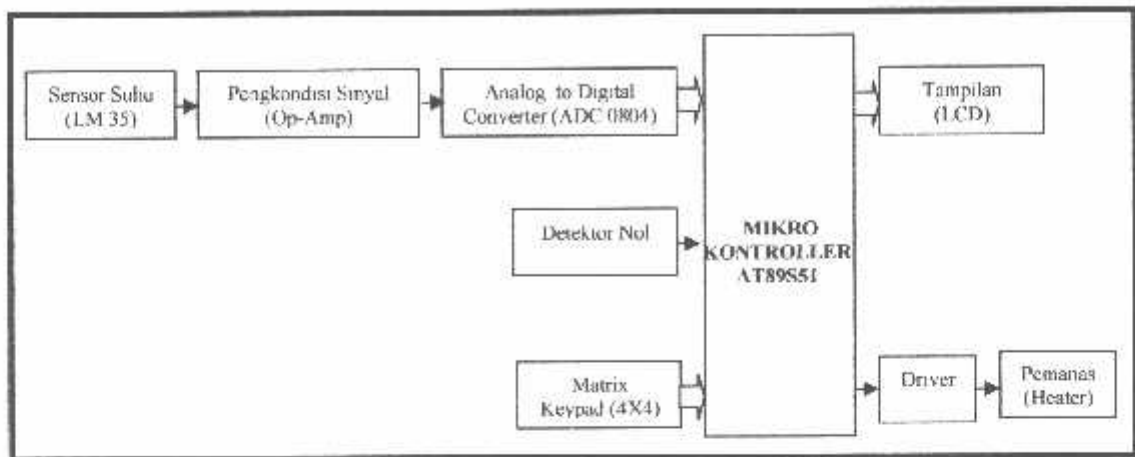 Sensor Suhu
(LM 35)
Pengkondisi Sinyal
(Op-Amp)
Analog to Digital
Converter (ADC 0804)
Tampilan
(LCD)
Detektor Nol
MIKRO
KONTROLLER
AT89S51
Matrix
Keypad (4X4)
Driver
Pemanas
(Heater)